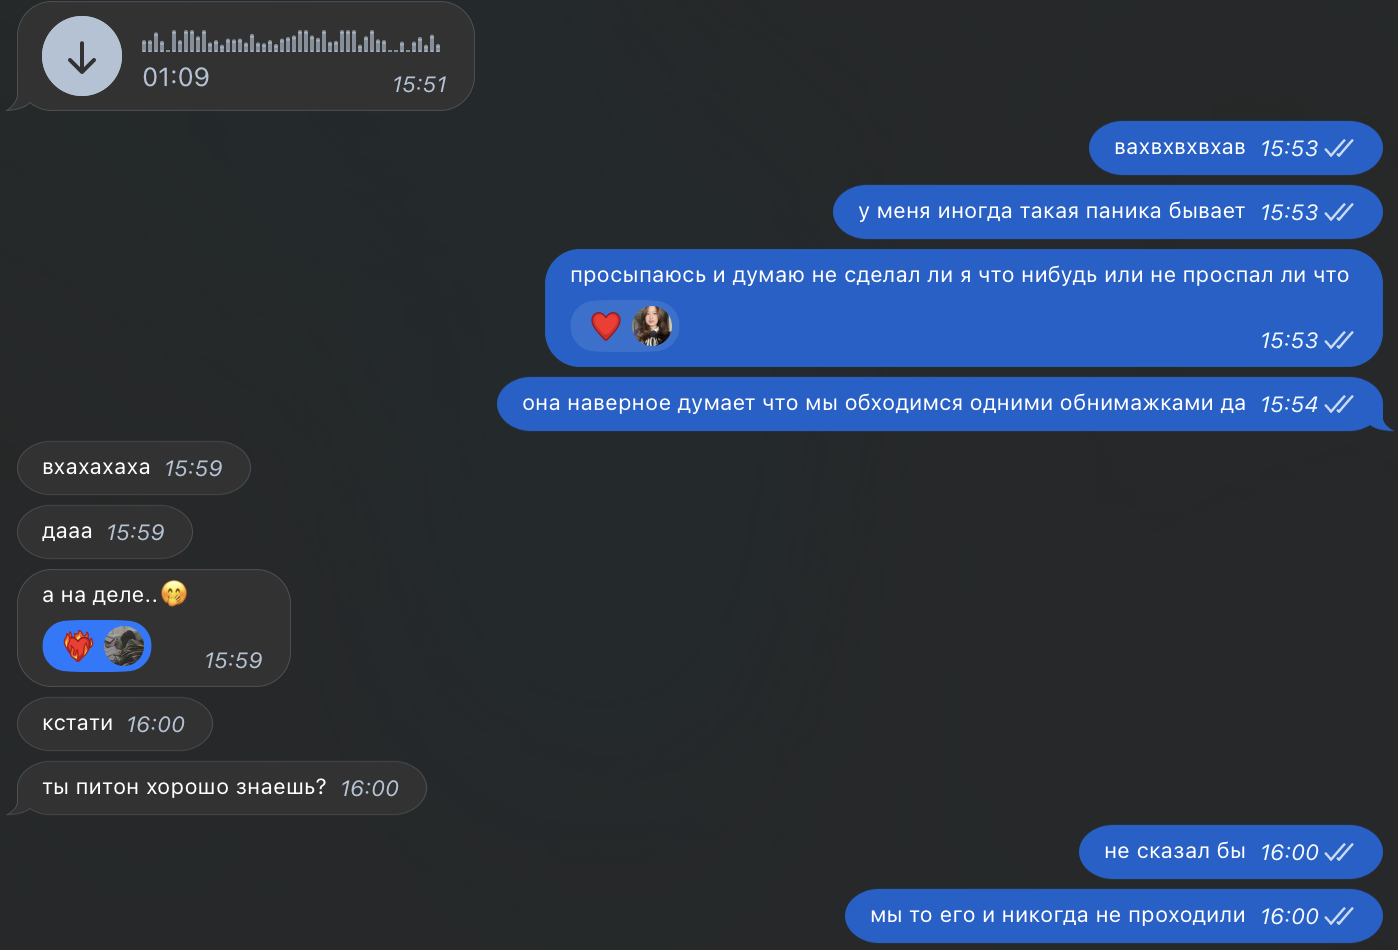 01:09 15:51
вахвхвхвхав 15:53
у меня иногда такая паника бывает 15:53
просыпаюсь и думаю не сделал ли я что нибудь или не проспал ли что
15:53
она наверное думает что мы обходимся одними обнимажками да 15:54
вхахахаха 15:59
дааа 15:59
а на деле..🤭
15:59
кстати 16:00
ты питон хорошо знаешь? 16:00
не сказал бы 16:00
мы то его и никогда не проходили 16:00